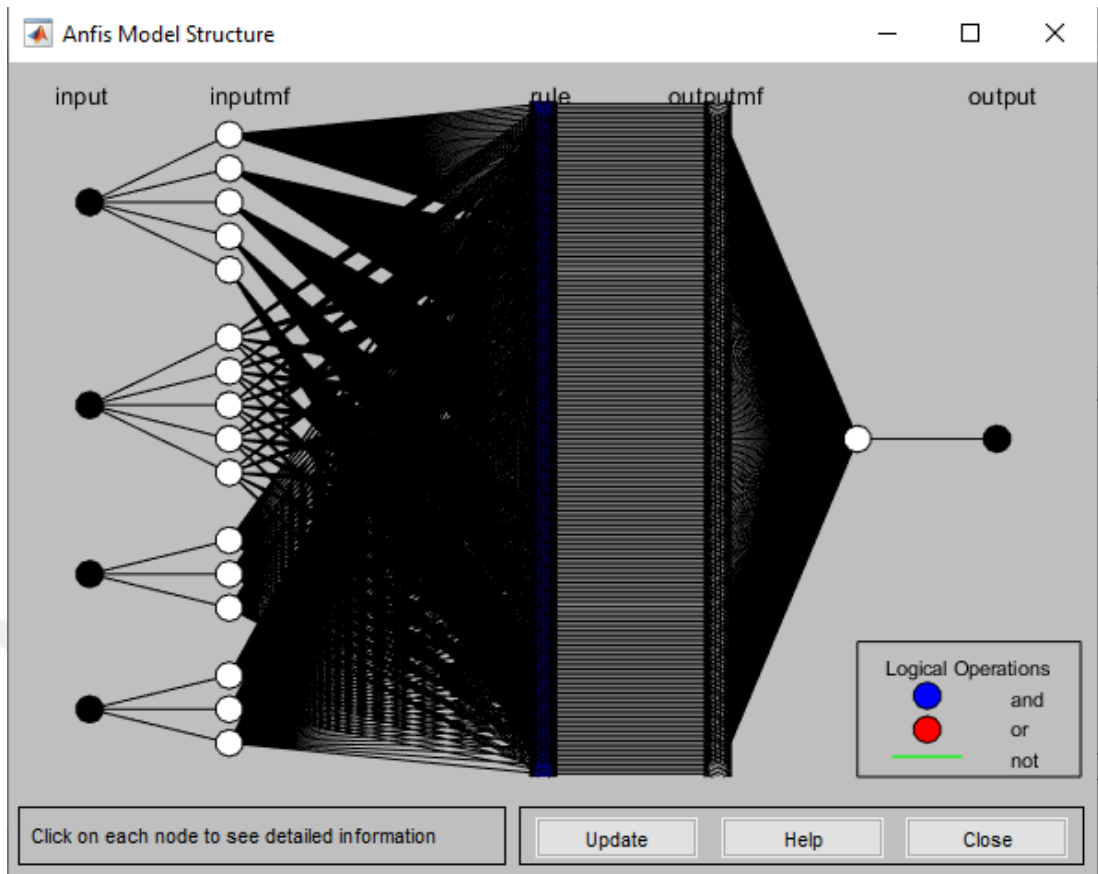 Anfis Model Structure
input inputmf rule outputmf output
Logical Operations
and
or
not
Click on each node to see detailed information
Update Help Close